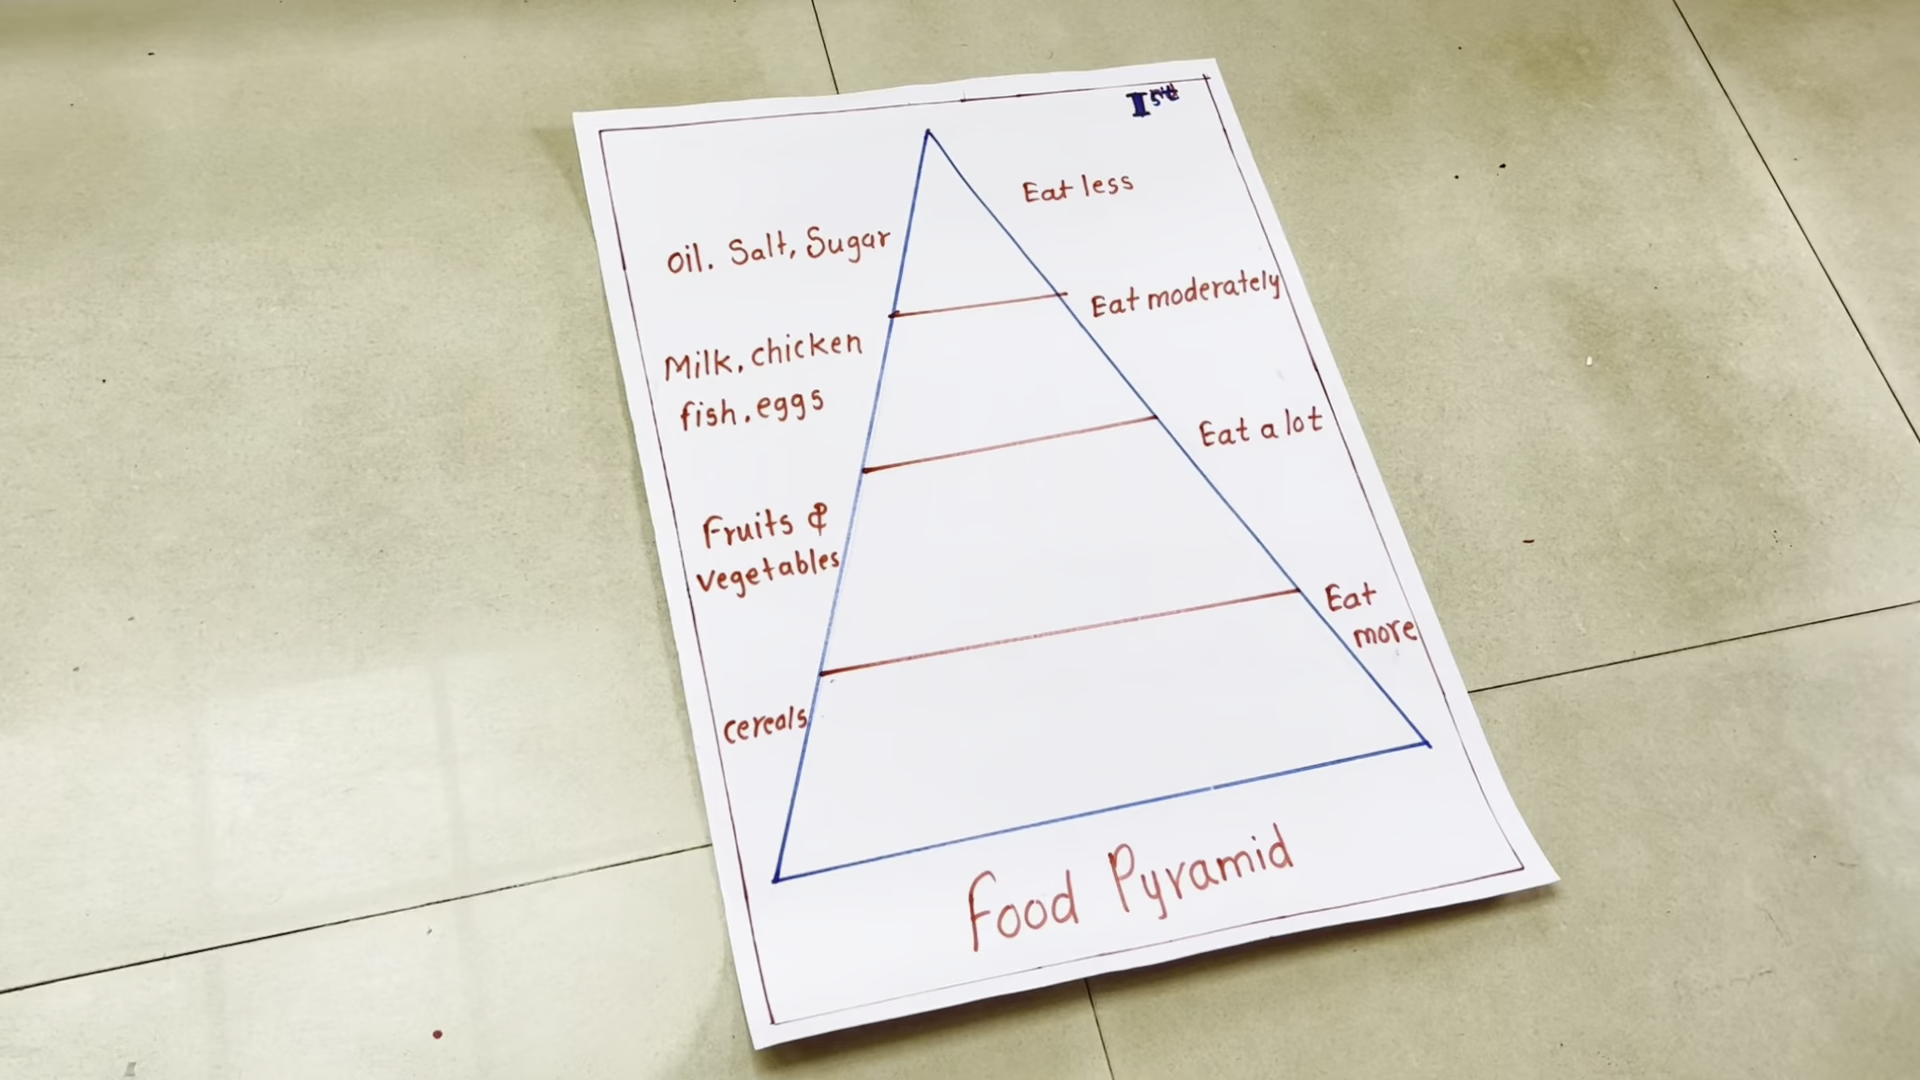 Ist
Eat less
Oil. Salt, Sugar
Eat moderately
Milk, chicken
fish, eggs
Eat a lot
Fruits &
vegetables
Eat
more
cereals
Food Pyramid